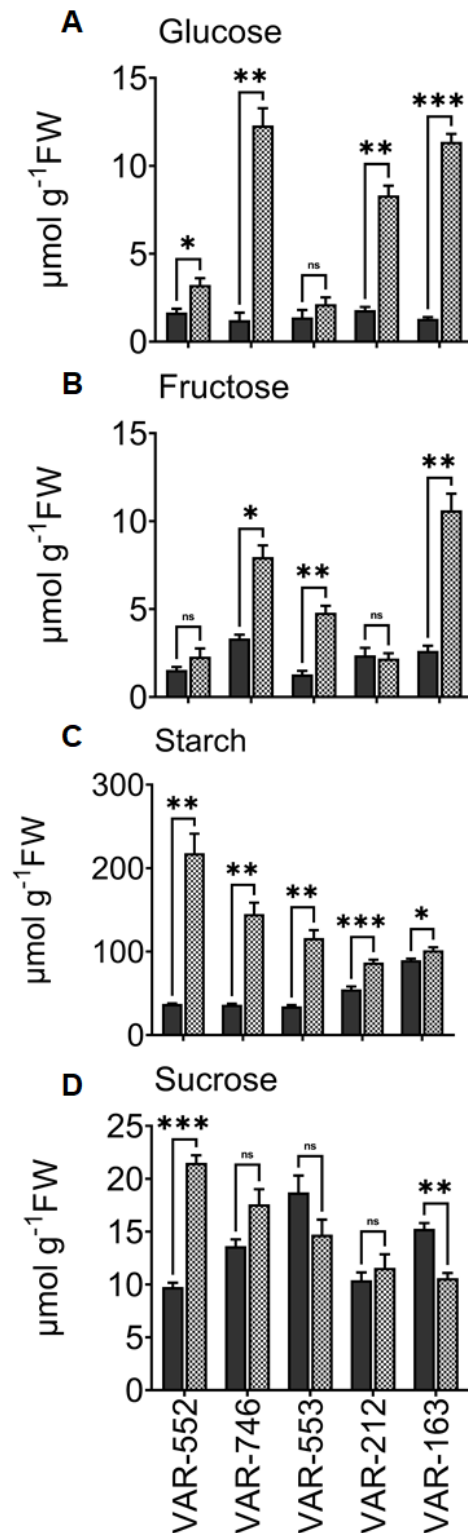 A Glucose
µmol g⁻¹FW
15
10
5
0
*
**
ns
**
***
B Fructose
µmol g⁻¹FW
15
10
5
0
ns
*
**
ns
**
C Starch
µmol g⁻¹FW
300
200
100
0
**
**
**
***
*
D Sucrose
µmol g⁻¹FW
25
20
15
10
5
0
***
ns
ns
ns
**
VAR-552
VAR-746
VAR-553
VAR-212
VAR-163